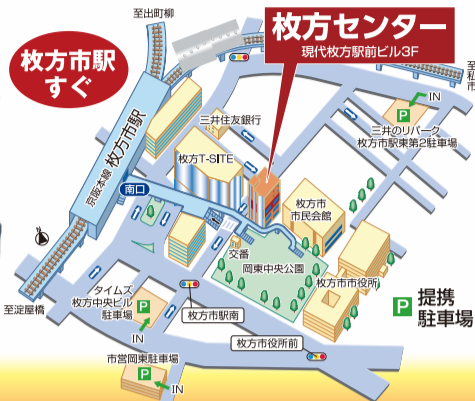 至出町柳
枚方センター
現代枚方駅前ビル3F
枚方市駅
すぐ
至私市
IN
P
三井のリパーク
枚方市駅東第2駐車場
三井住友銀行
枚方T-SITE
京阪本線 枚方市駅
南口
枚方市
市民会館
交番
岡東中央公園
枚方市市役所
P 提携
駐車場
至淀屋橋
タイムズ
枚方中央ビル
駐車場
P
IN
枚方市駅南
枚方市役所前
市営岡東駐車場
P
IN